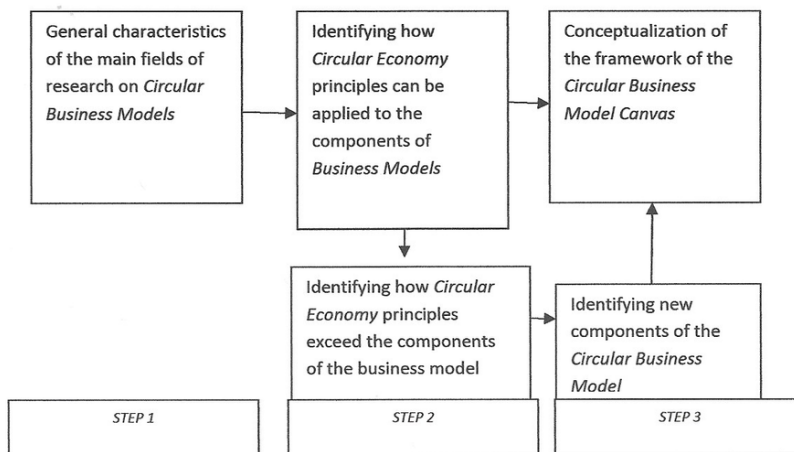 General characteristics
of the main fields of
research on Circular
Business Models
Identifying how
Circular Economy
principles can be
applied to the
components of
Business Models
Conceptualization of
the framework of the
Circular Business
Model Canvas
Identifying how Circular
Economy principles
exceed the components
of the business model
Identifying new
components of the
Circular Business
Model
STEP 1
STEP 2
STEP 3